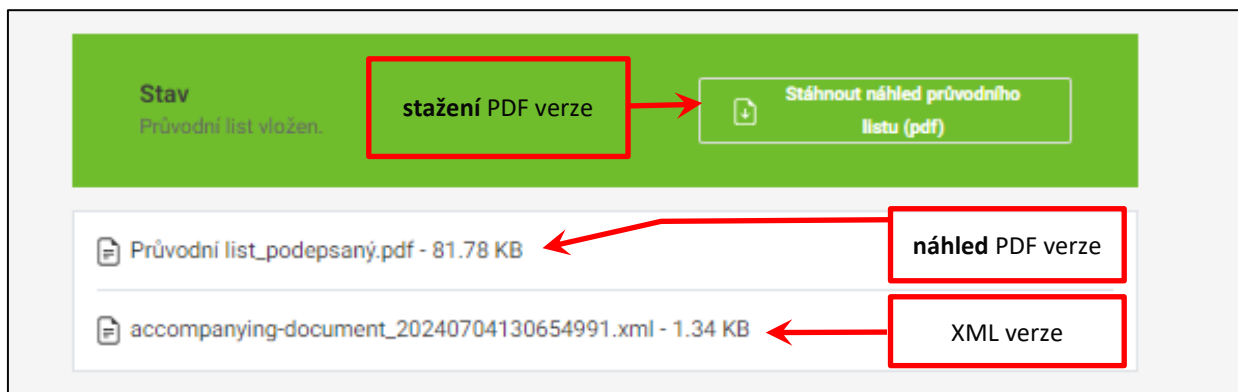 Stav
Průvodní list vložen.
stažení PDF verze
Stáhnout náhled průvodního
listu (pdf)
Průvodní list_podepsaný.pdf - 81.78 KB
náhled PDF verze
accompanying-document_20240704130654991.xml - 1.34 KB
XML verze